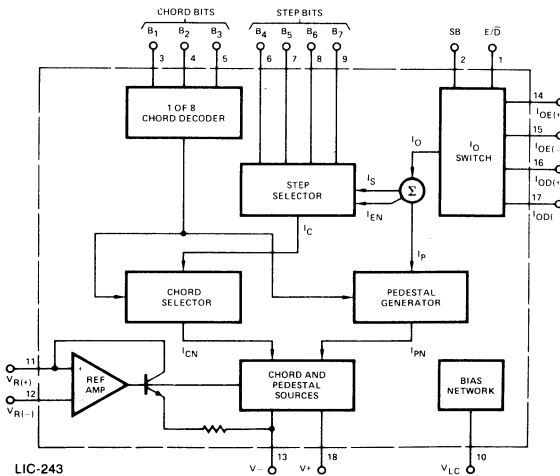 CHORD BITS STEP BITS
B1 B2 B3 B4 B5 B6 B7 SB E/D̅
3 4 5 6 7 8 9 2 1
1 OF 8
CHORD DECODER
14
IOE(+
15
IOE(−
16
IOD(+
17
IOD(
IO
SWITCH
IO
STEP
SELECTOR
IS
Σ
IEN
IC
IP
CHORD
SELECTOR
PEDESTAL
GENERATOR
ICN
IPN
11
VR(+)
12
VR(−)
+
REF
AMP
CHORD AND
PEDESTAL
SOURCES
BIAS
NETWORK
13 18 10
LIC-243
V− V+ VLC